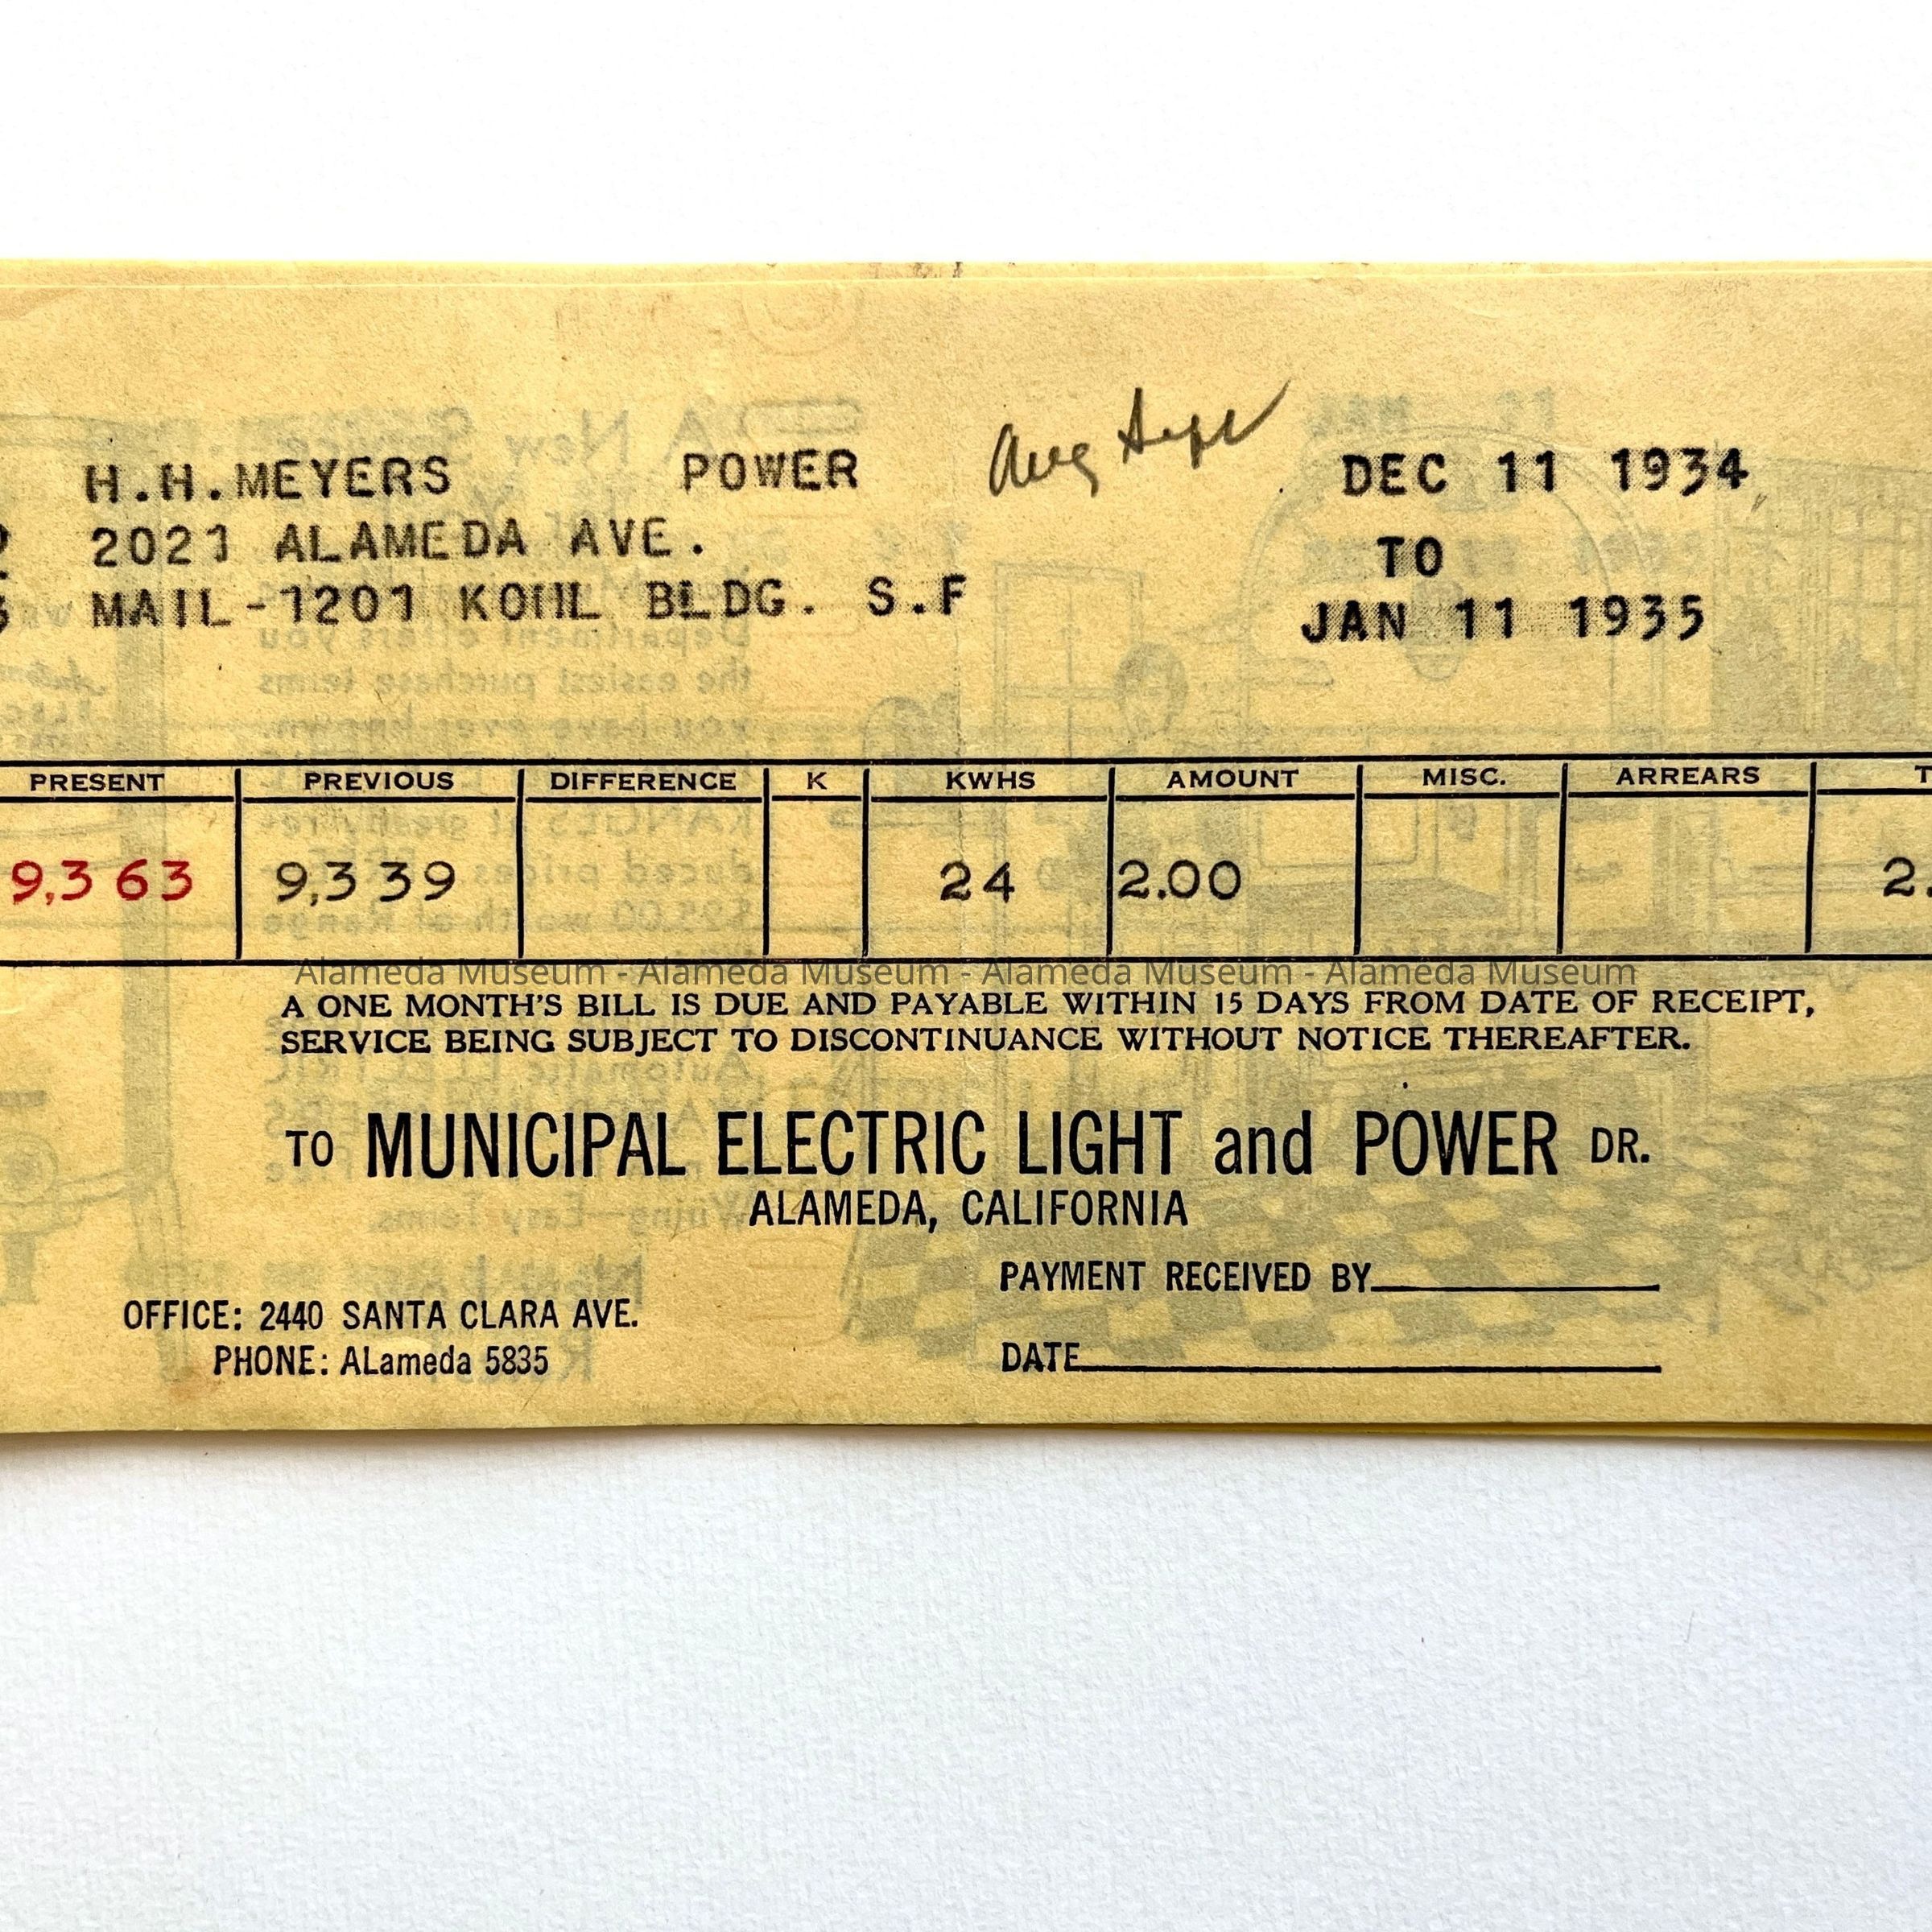 Aug Sept
H.H.MEYERS POWER DEC 11 1934
2021 ALAMEDA AVE. TO
MAIL-1201 KOHL BLDG. S.F JAN 11 1935
PRESENT PREVIOUS DIFFERENCE K KWHS AMOUNT MISC. ARREARS T
9,363 9,339 24 2.00 2.
Alameda Museum - Alameda Museum - Alameda Museum - Alameda Museum
A ONE MONTH'S BILL IS DUE AND PAYABLE WITHIN 15 DAYS FROM DATE OF RECEIPT,
SERVICE BEING SUBJECT TO DISCONTINUANCE WITHOUT NOTICE THEREAFTER.
TO MUNICIPAL ELECTRIC LIGHT and POWER DR.
ALAMEDA, CALIFORNIA
PAYMENT RECEIVED BY
OFFICE: 2440 SANTA CLARA AVE.
PHONE: ALameda 5835
DATE